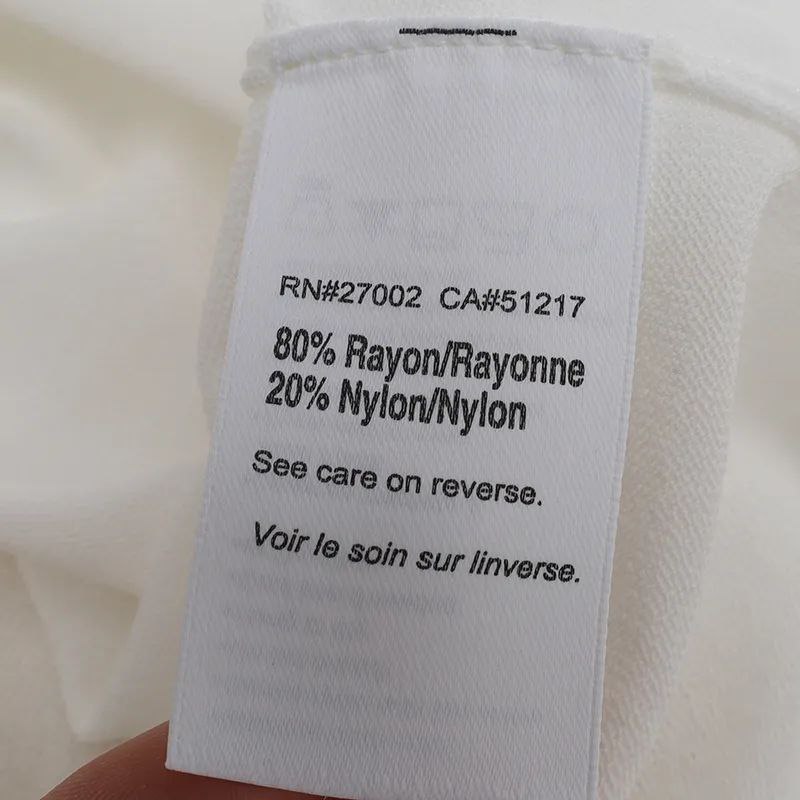 RN#27002 CA#51217
80% Rayon/Rayonne
20% Nylon/Nylon
See care on reverse.
Voir le soin sur linverse.